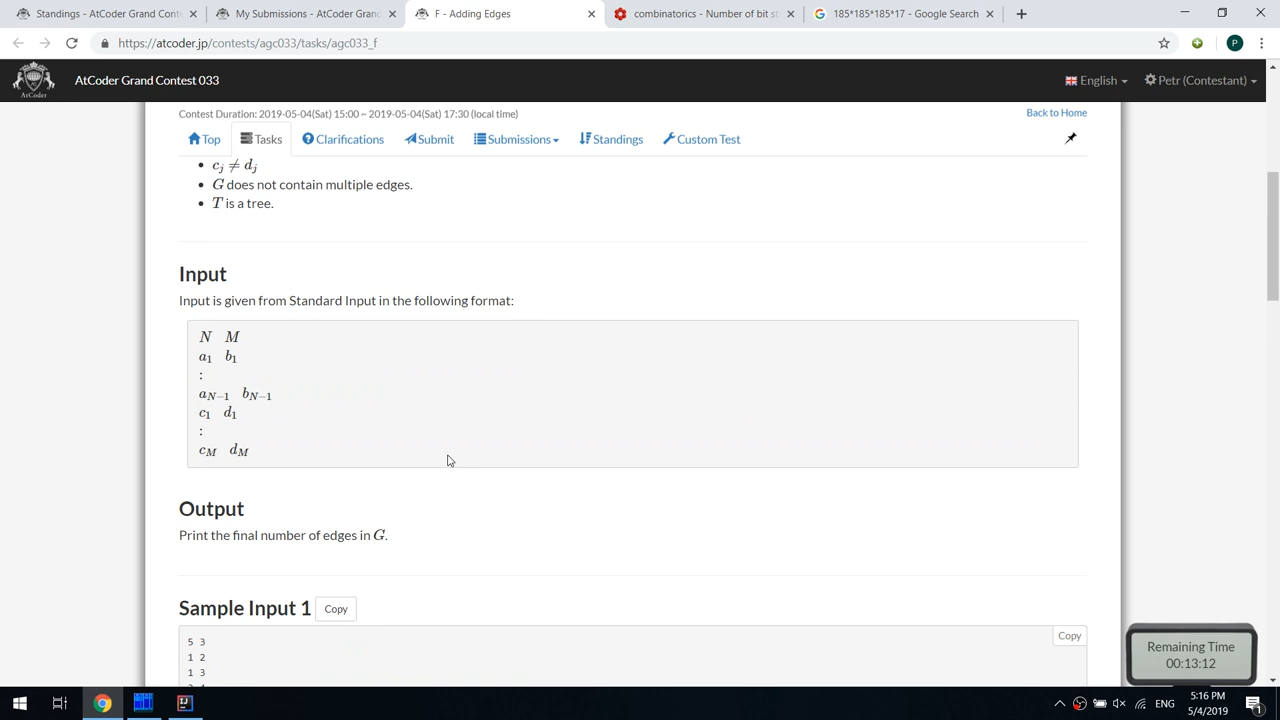 Standings - AtCoder Grand Cont
My Submissions - AtCoder Gran
F - Adding Edges
combinatorics - Number of bit st
185*185*185*17 - Google Search
https://atcoder.jp/contests/agc033/tasks/agc033_f
P
AtCoder Grand Contest 033
English
Petr (Contestant)
AtCoder
Contest Duration: 2019-05-04(Sat) 15:00 ~ 2019-05-04(Sat) 17:30 (local time)
Back to Home
Top
Tasks
Clarifications
Submit
Submissions
Standings
Custom Test
c_j ≠ d_j
G does not contain multiple edges.
T is a tree.
Input
Input is given from Standard Input in the following format:
N M
a_1 b_1
:
a_{N-1} b_{N-1}
c_1 d_1
:
c_M d_M
Output
Print the final number of edges in G.
Sample Input 1
Copy
Copy
5 3
1 2
1 3
Remaining Time
00:13:12
ENG
5:16 PM
5/4/2019
1